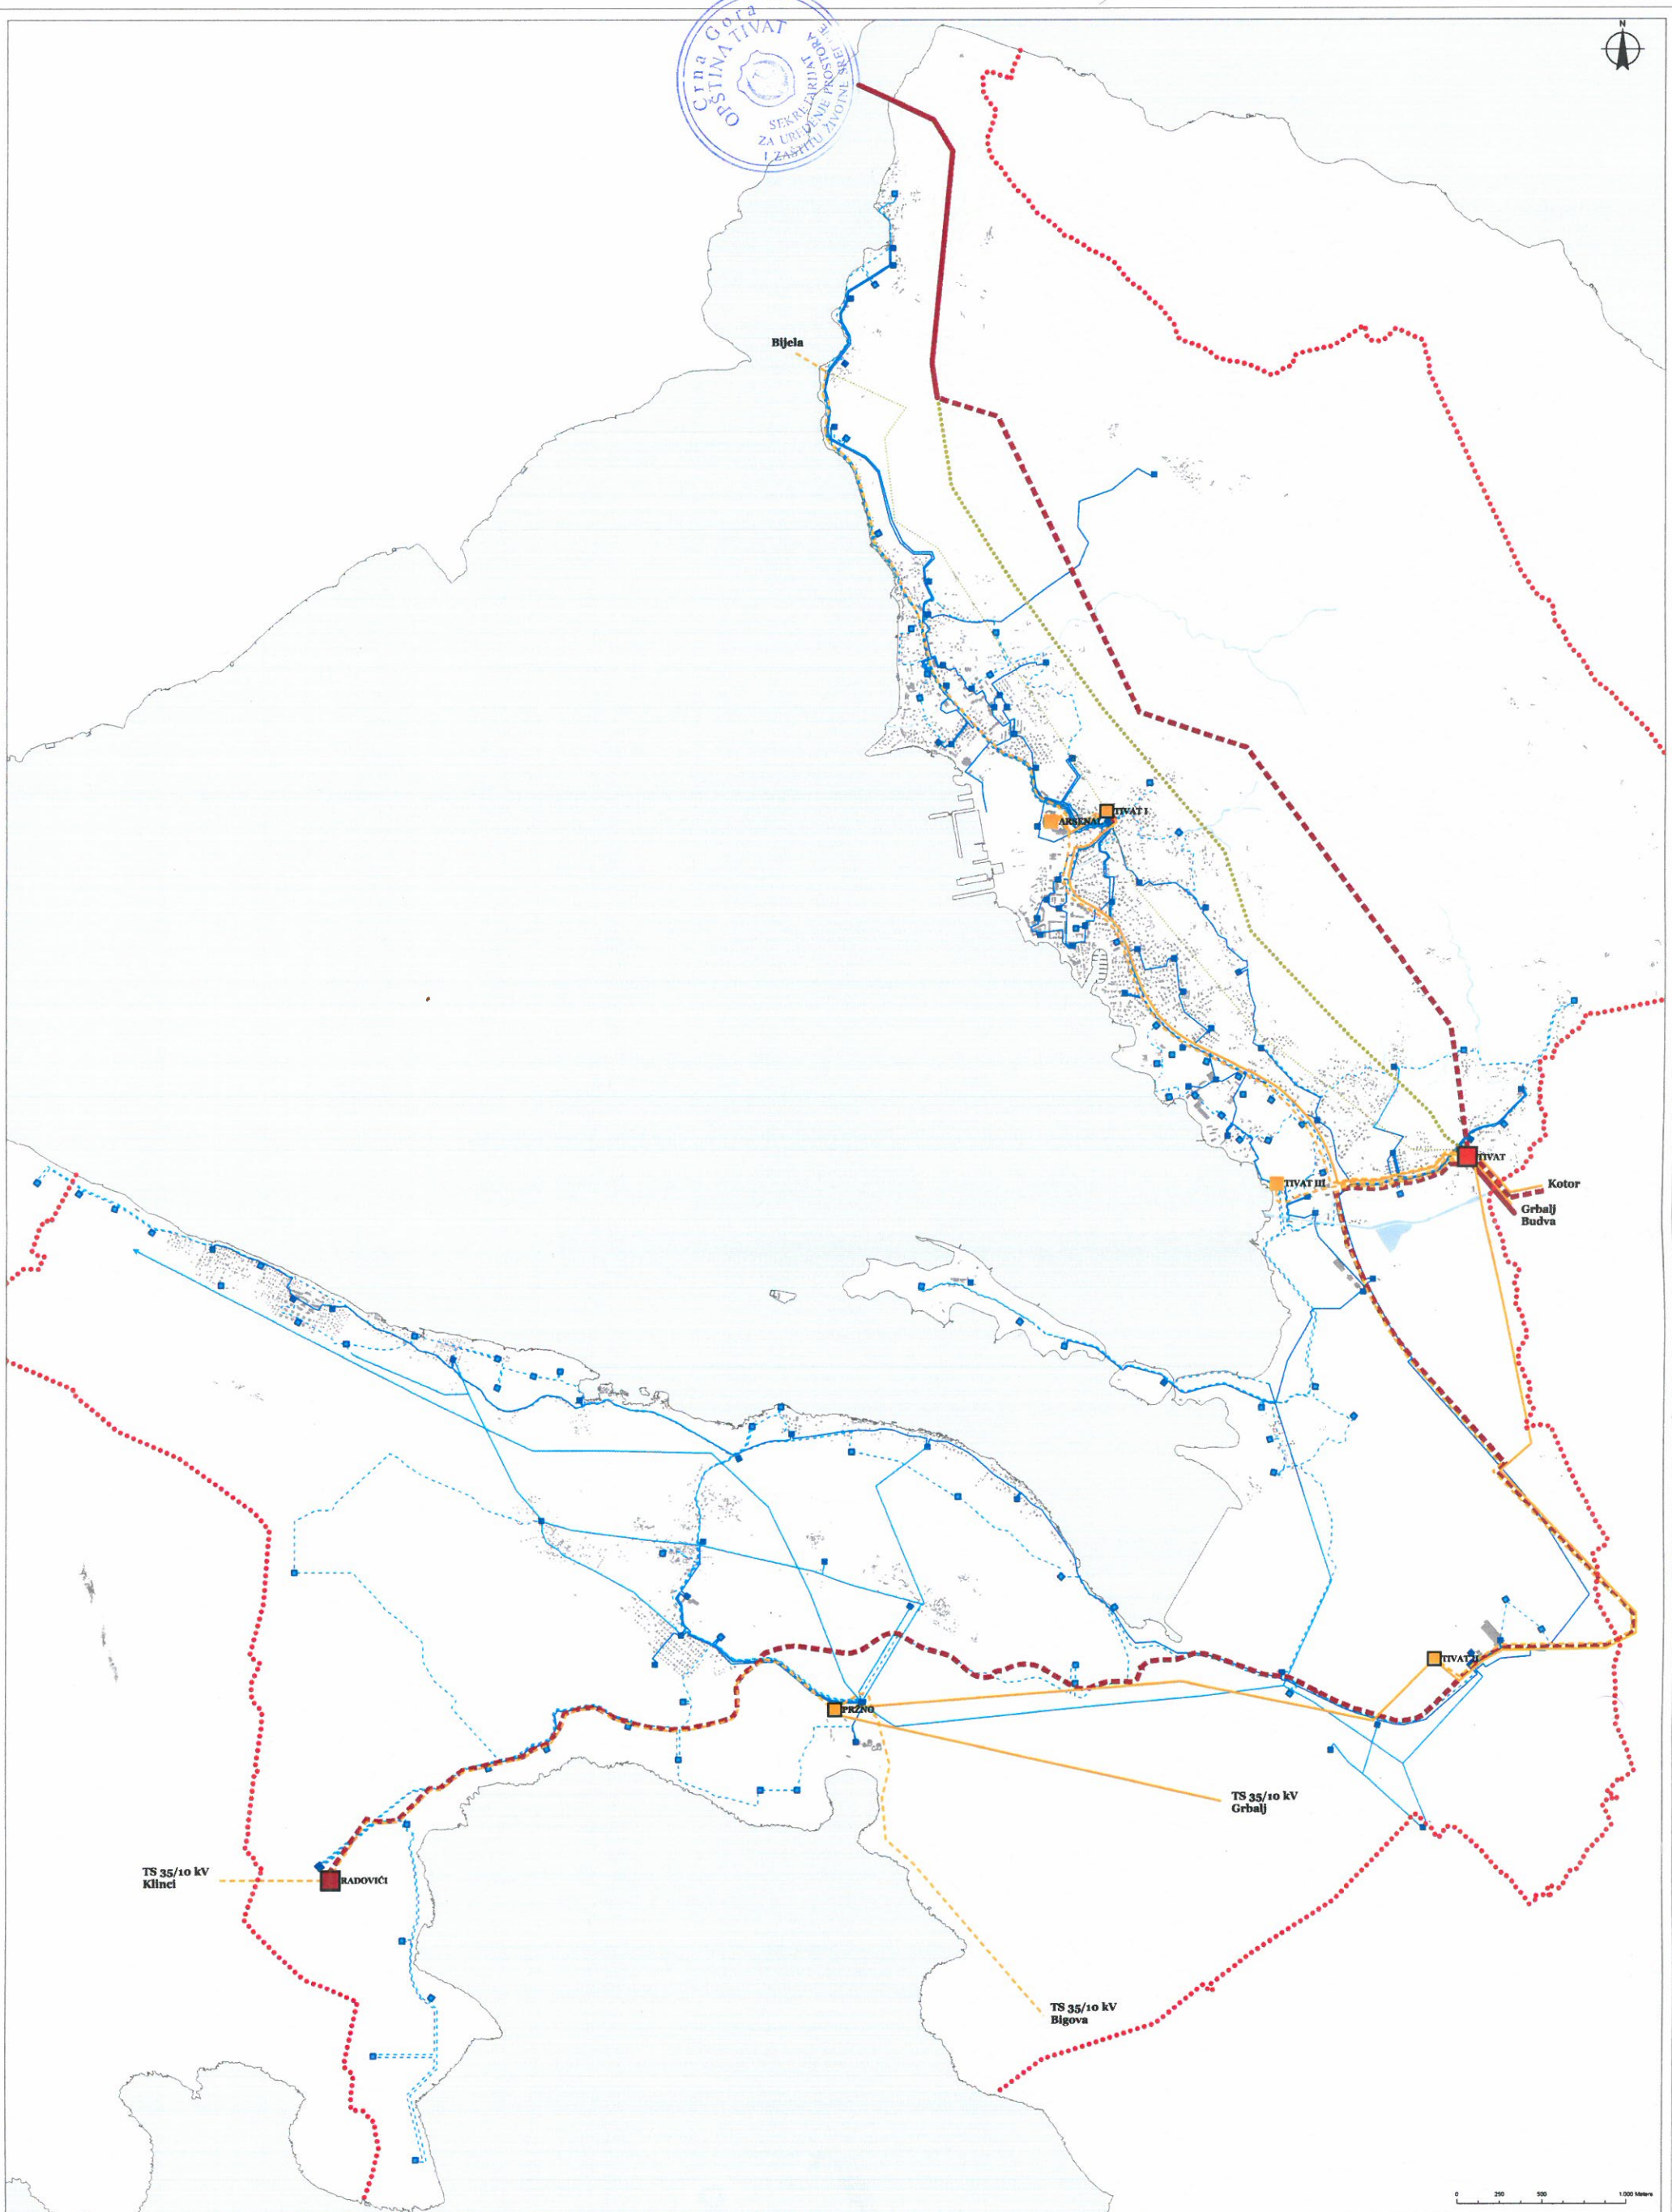 Crna Gora
OPŠTINA TIVAT
SEKRETARIJAT
ZA UREĐENJE PROSTORA
I ZAŠTITU ŽIVOTNE SREDINE
N
Bijela
TIVAT I
ARSENAL
TIVAT
TIVAT III
Kotor
Grbalj
Budva
TIVAT II
PRŽNO
TS 35/10 kV
Grbalj
TS 35/10 kV
Klinci
RADOVIĆI
TS 35/10 kV
Bigova
0 250 500 1.000 Meters